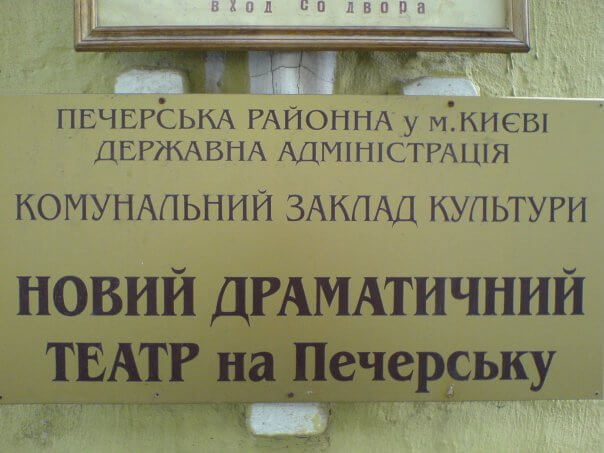 ВХОД СО ДВОРА
ПЕЧЕРСЬКА РАЙОННА у м.КИЄВІ
ДЕРЖАВНА АДМІНІСТРАЦІЯ
КОМУНАЛЬНИЙ ЗАКЛАД КУЛЬТУРИ
НОВИЙ ДРАМАТИЧНИЙ
ТЕАТР на Печерську